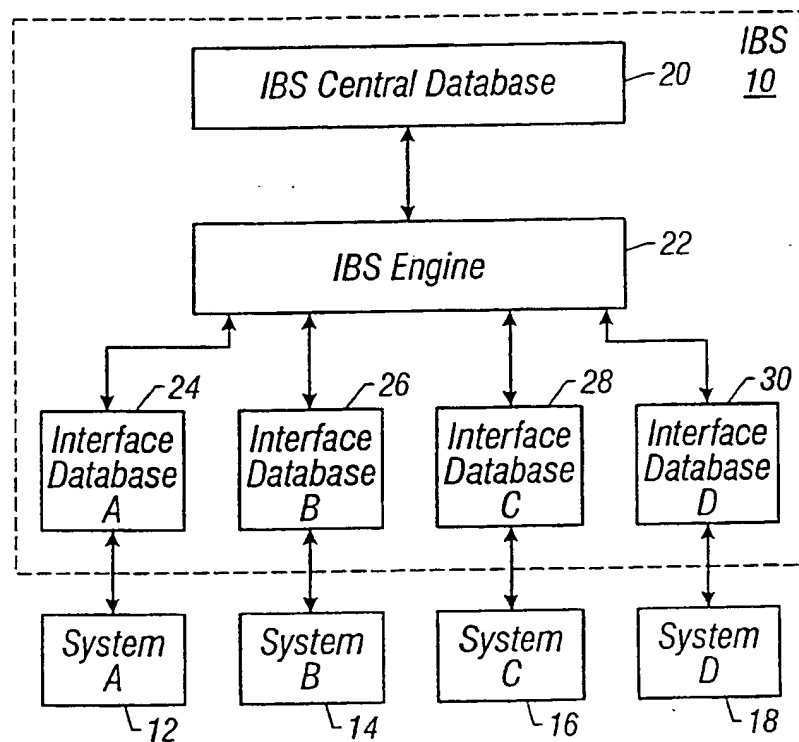 IBS
10
IBS Central Database
20
IBS Engine
22
24
26
28
30
Interface
Database
A
Interface
Database
B
Interface
Database
C
Interface
Database
D
System
A
System
B
System
C
System
D
12
14
16
18